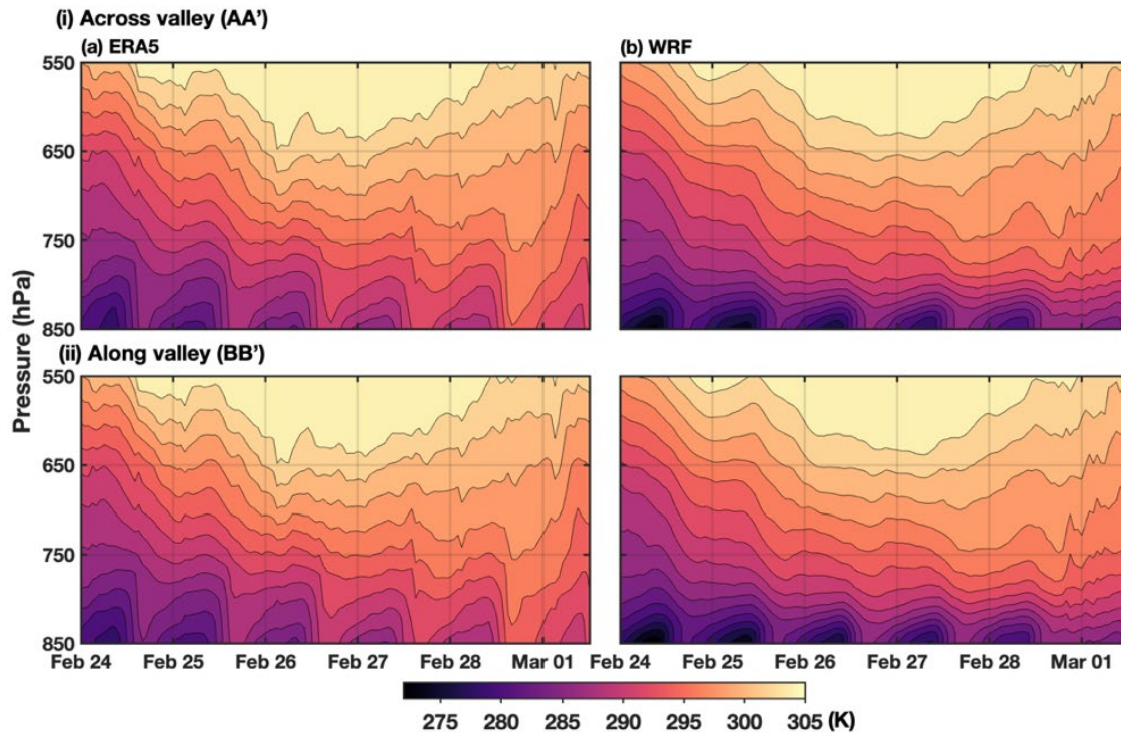 (i) Across valley (AA')
(a) ERA5
(b) WRF
550
650
750
850
(ii) Along valley (BB')
550
650
750
850
Pressure (hPa)
Feb 24 Feb 25 Feb 26 Feb 27 Feb 28 Mar 01 Feb 24 Feb 25 Feb 26 Feb 27 Feb 28 Mar 01
275 280 285 290 295 300 305 (K)